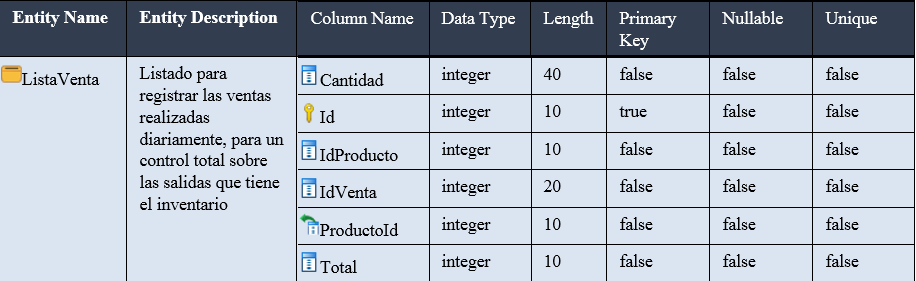 Entity Name Entity Description Column Name Data Type Length Primary Key Nullable Unique
ListaVenta Listado para registrar las ventas realizadas diariamente, para un control total sobre las salidas que tiene el inventario
Cantidad integer 40 false false false
Id integer 10 true false false
IdProducto integer 10 false false false
IdVenta integer 20 false false false
ProductoId integer 10 false false false
Total integer 10 false false false